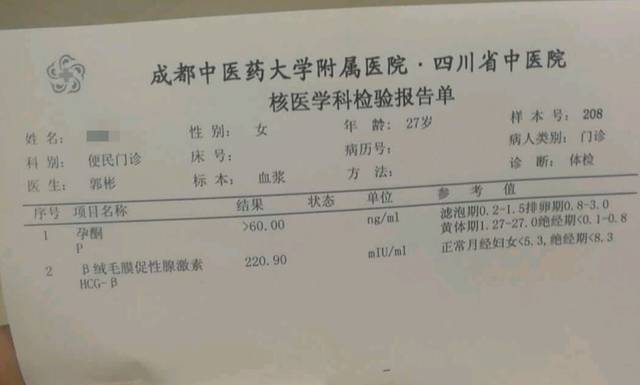 成都中医药大学附属医院·四川省中医院
核医学科检验报告单
姓 名: 性 别: 女 年 龄: 27岁 样 本 号: 208
科 别: 便民门诊 床 号: 病历号: 病人类别: 门诊
医 生: 郭彬 标 本: 血浆 方 法: 诊 断: 体检
序号 项目名称 结果 状态 单位 参 考 值
1 孕酮 >60.00 ng/ml 滤泡期0.2-1.5排卵期0.8-3.0
P 黄体期1.27-27.0绝经期<0.1-0.8
2 β绒毛膜促性腺激素 220.90 mIU/ml 正常月经妇女<5.3,绝经期<8.3
HCG-β